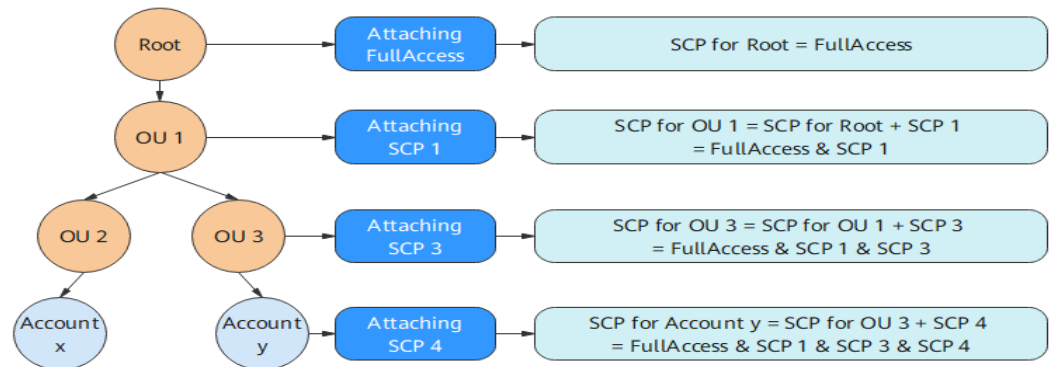 Root
Attaching
FullAccess
SCP for Root = FullAccess
OU 1
Attaching
SCP 1
SCP for OU 1 = SCP for Root + SCP 1
= FullAccess & SCP 1
OU 2
OU 3
Attaching
SCP 3
SCP for OU 3 = SCP for OU 1 + SCP 3
= FullAccess & SCP 1 & SCP 3
Account
x
Account
y
Attaching
SCP 4
SCP for Account y = SCP for OU 3 + SCP 4
= FullAccess & SCP 1 & SCP 3 & SCP 4